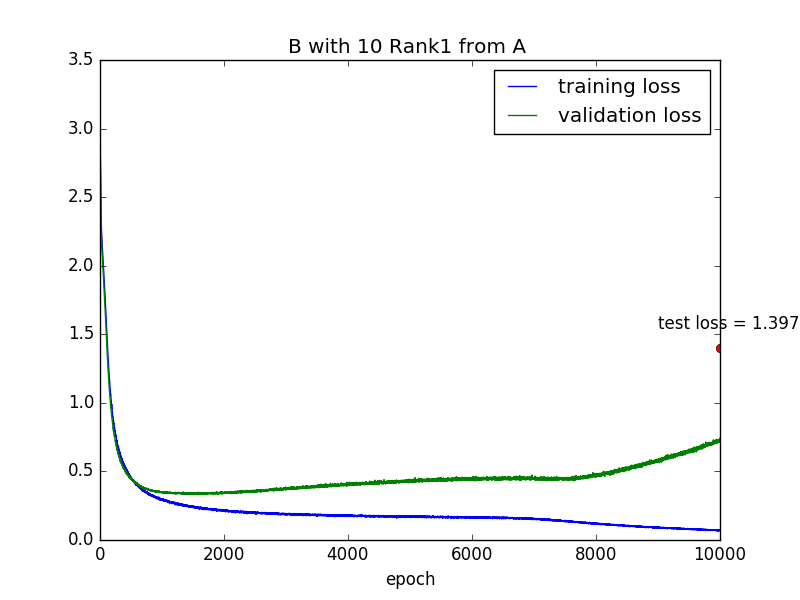 B with 10 Rank1 from A
3.5
3.0
2.5
2.0
1.5
1.0
0.5
0.0
training loss
validation loss
test loss = 1.397
0 2000 4000 6000 8000 10000
epoch